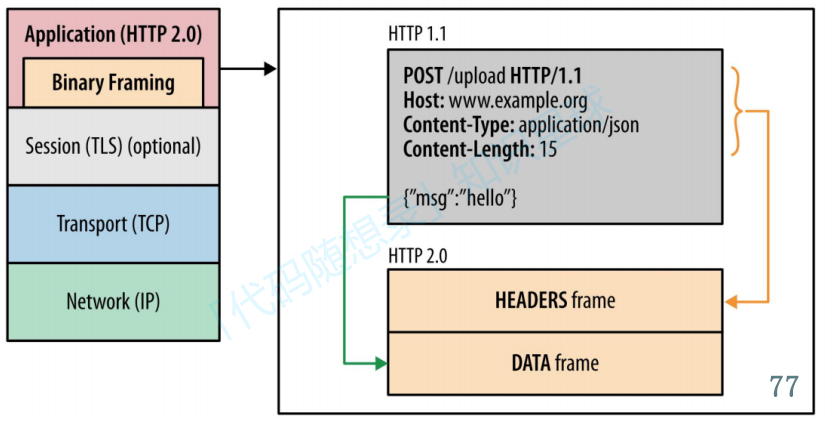 Application (HTTP 2.0)
Binary Framing
Session (TLS) (optional)
Transport (TCP)
Network (IP)
HTTP 1.1
POST /upload HTTP/1.1
Host: www.example.org
Content-Type: application/json
Content-Length: 15
{"msg":"hello"}
HTTP 2.0
HEADERS frame
DATA frame
77
「代码随想录」知识星球